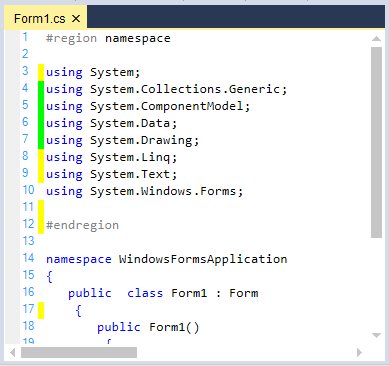 Form1.cs ×
1 #region namespace
2
3 using System;
4 using System.Collections.Generic;
5 using System.ComponentModel;
6 using System.Data;
7 using System.Drawing;
8 using System.Linq;
9 using System.Text;
10 using System.Windows.Forms;
11
12 #endregion
13
14 namespace WindowsFormsApplication
15 {
16 public  class Form1 : Form
17 {
18 public Form1()
19 {